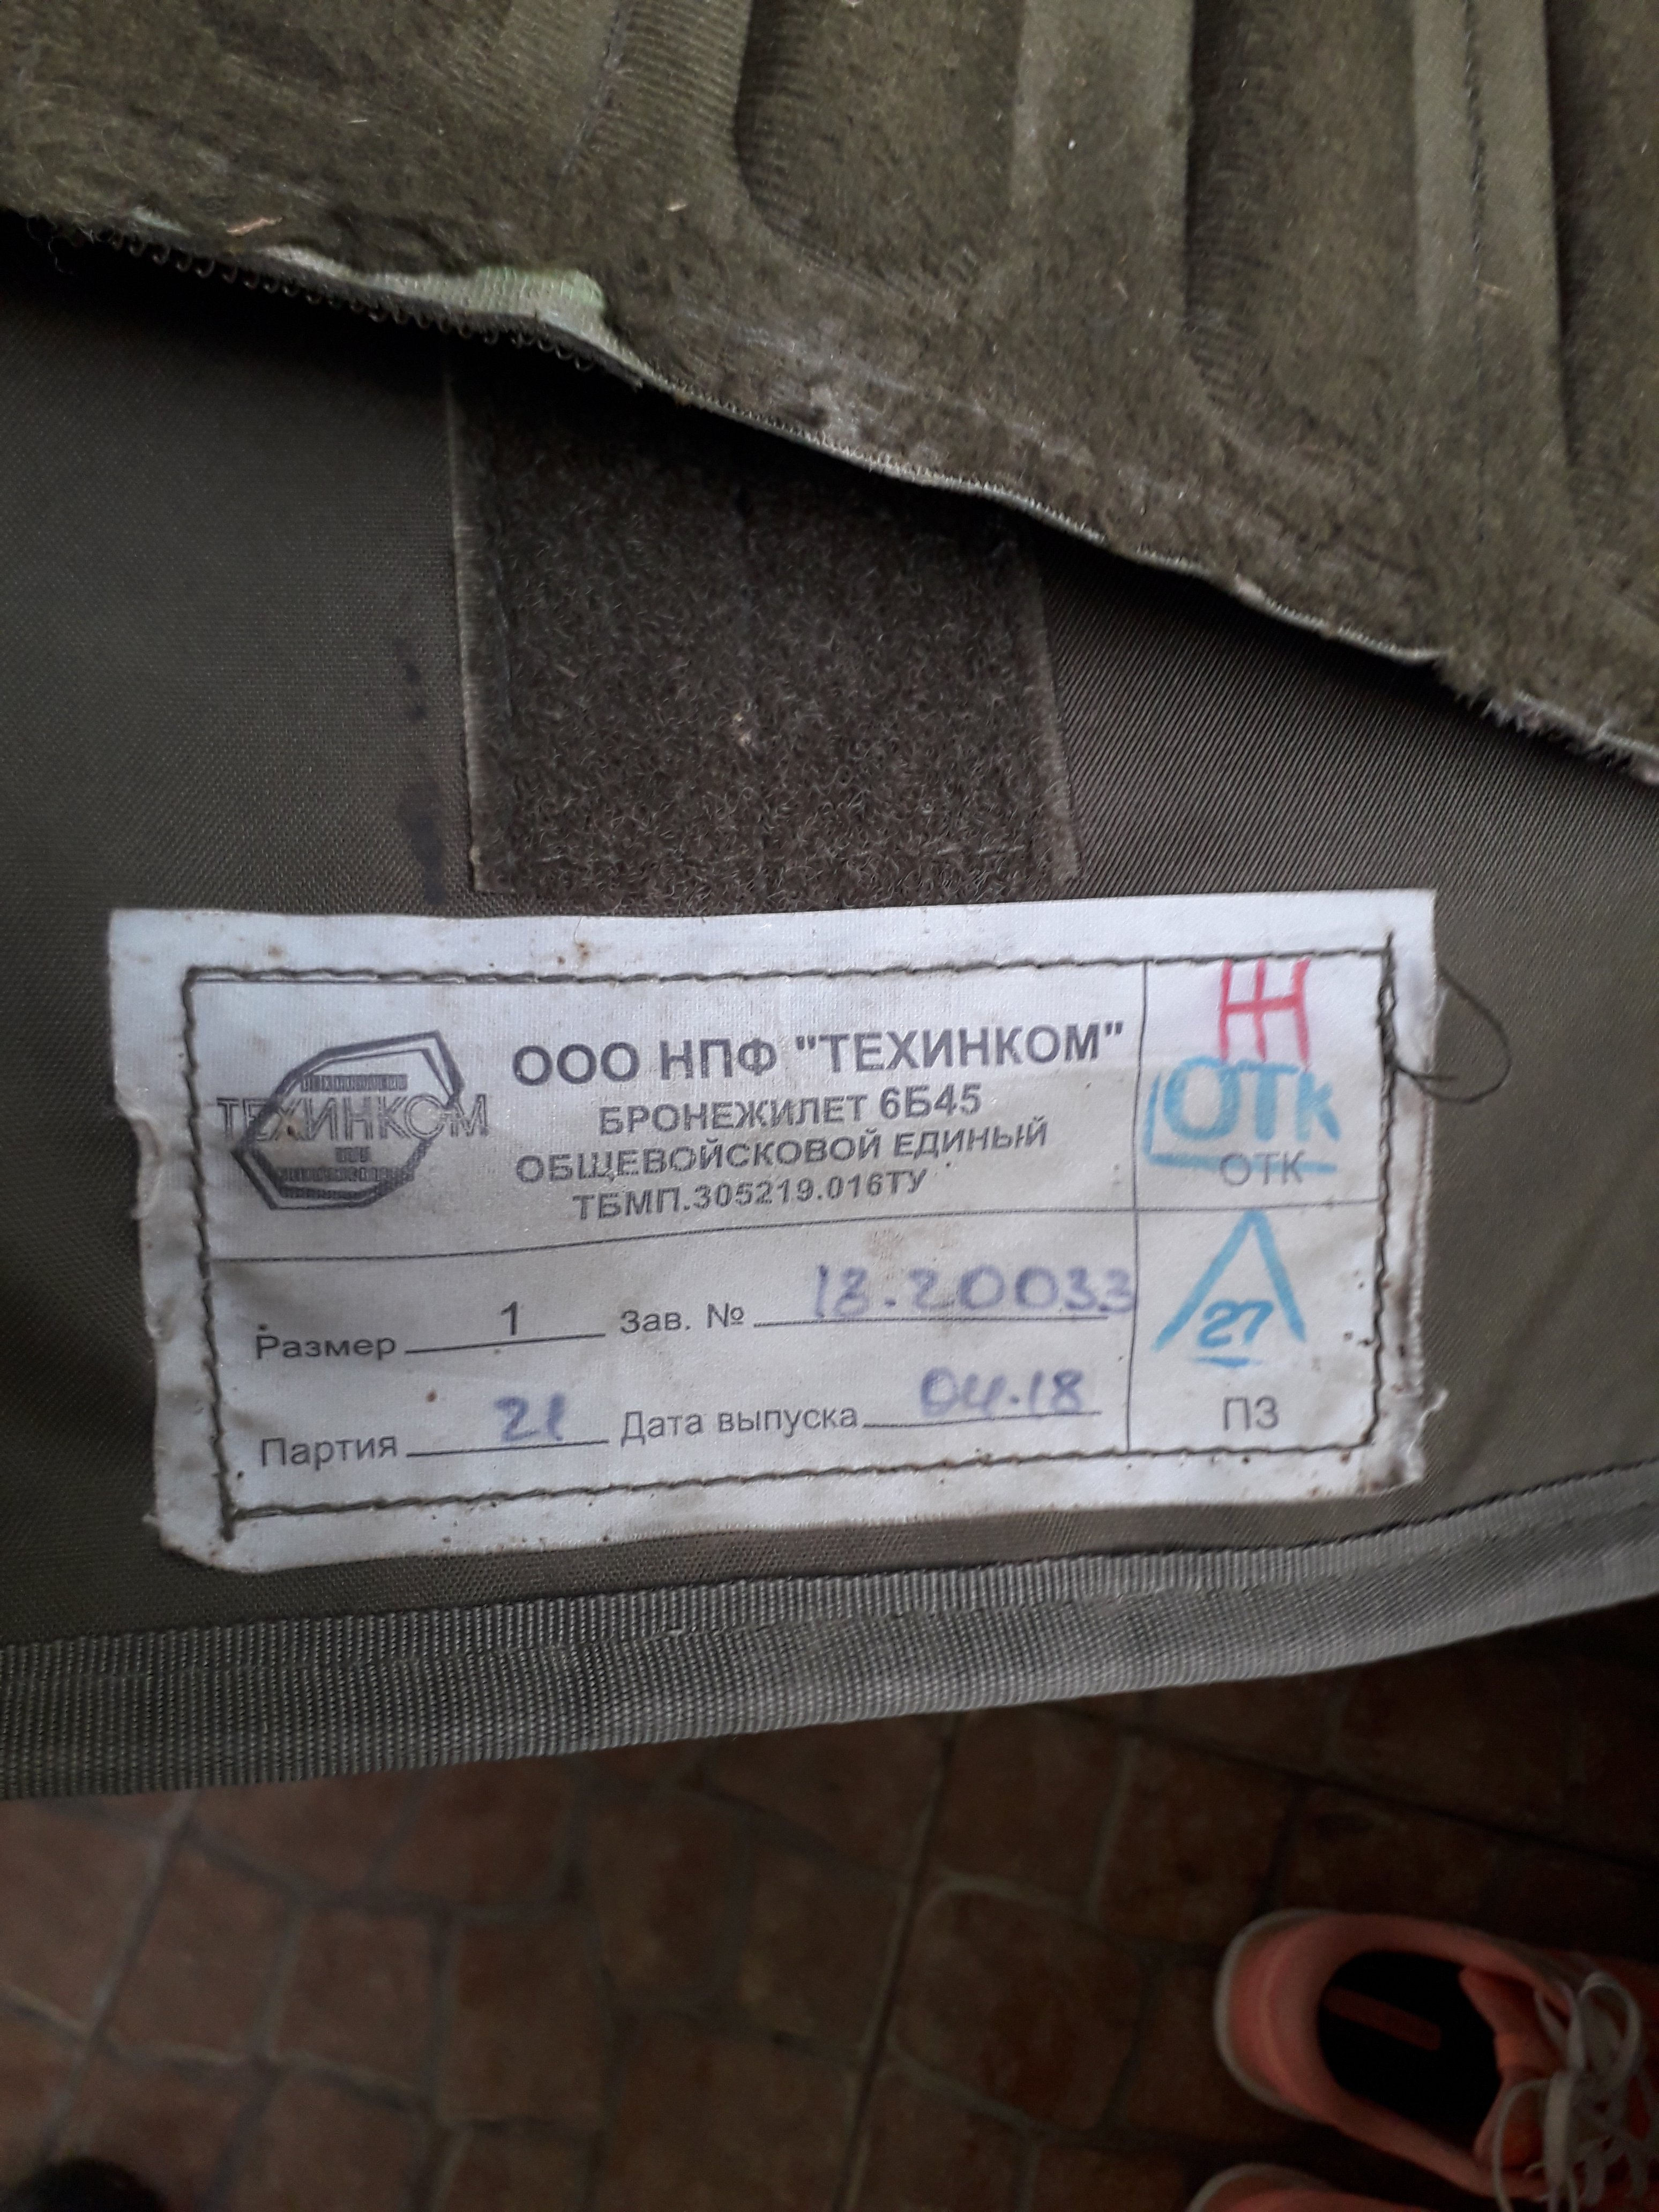 ТЕХИНКОМ
ООО НПФ "ТЕХИНКОМ"
БРОНЕЖИЛЕТ 6Б45
ОБЩЕВОЙСКОВОЙ ЕДИНЫЙ
ТБМП.305219.016ТУ
ОТК
ОТК
Размер 1 Зав. № 18.20033
Партия 21 Дата выпуска 04.18
27
ПЗ